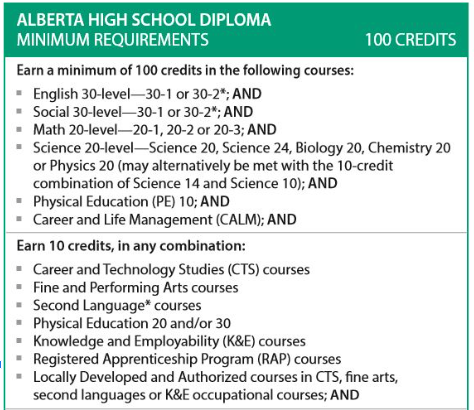 ALBERTA HIGH SCHOOL DIPLOMA
MINIMUM REQUIREMENTS 100 CREDITS
Earn a minimum of 100 credits in the following courses:
▪ English 30-level—30-1 or 30-2*; AND
▪ Social 30-level—30-1 or 30-2*; AND
▪ Math 20-level—20-1, 20-2 or 20-3; AND
▪ Science 20-level—Science 20, Science 24, Biology 20, Chemistry 20
or Physics 20 (may alternatively be met with the 10-credit
combination of Science 14 and Science 10); AND
▪ Physical Education (PE) 10; AND
▪ Career and Life Management (CALM); AND
Earn 10 credits, in any combination:
▪ Career and Technology Studies (CTS) courses
▪ Fine and Performing Arts courses
▪ Second Language* courses
▪ Physical Education 20 and/or 30
▪ Knowledge and Employability (K&E) courses
▪ Registered Apprenticeship Program (RAP) courses
▪ Locally Developed and Authorized courses in CTS, fine arts,
second languages or K&E occupational courses; AND